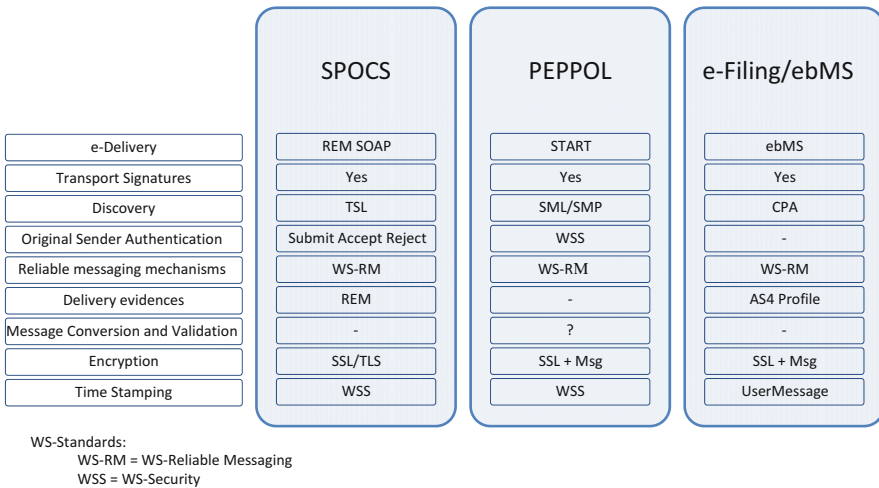 SPOCS PEPPOL e-Filing/ebMS
e-Delivery REM SOAP START ebMS
Transport Signatures Yes Yes Yes
Discovery TSL SML/SMP CPA
Original Sender Authentication Submit Accept Reject WSS -
Reliable messaging mechanisms WS-RM WS-RM WS-RM
Delivery evidences REM - AS4 Profile
Message Conversion and Validation - ? -
Encryption SSL/TLS SSL + Msg SSL + Msg
Time Stamping WSS WSS UserMessage
WS-Standards:
WS-RM = WS-Reliable Messaging
WSS = WS-Security